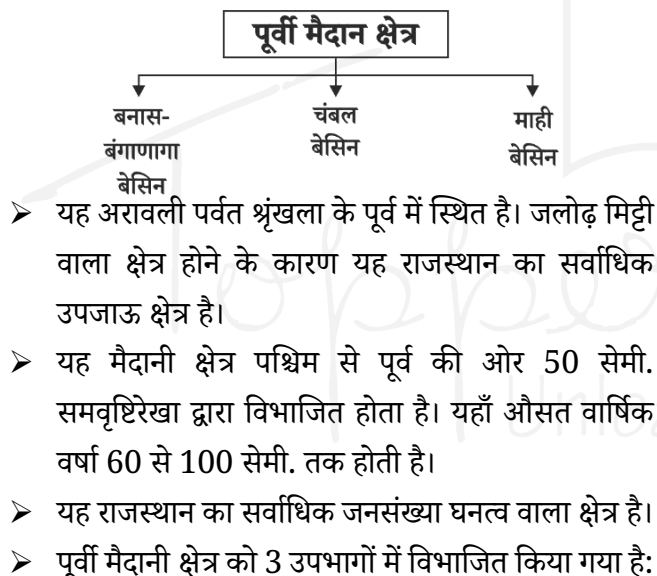 पूर्वी मैदान क्षेत्र
बनास-
बंगाणागा
बेसिन
चंबल
बेसिन
माही
बेसिन
➢ यह अरावली पर्वत श्रृंखला के पूर्व में स्थित है। जलोढ़ मिट्टी
वाला क्षेत्र होने के कारण यह राजस्थान का सर्वाधिक
उपजाऊ क्षेत्र है।
➢ यह मैदानी क्षेत्र पश्चिम से पूर्व की ओर 50 सेमी.
समवृष्टिरेखा द्वारा विभाजित होता है। यहाँ औसत वार्षिक
वर्षा 60 से 100 सेमी. तक होती है।
➢ यह राजस्थान का सर्वाधिक जनसंख्या घनत्व वाला क्षेत्र है।
➢ पूर्वी मैदानी क्षेत्र को 3 उपभागों में विभाजित किया गया है: